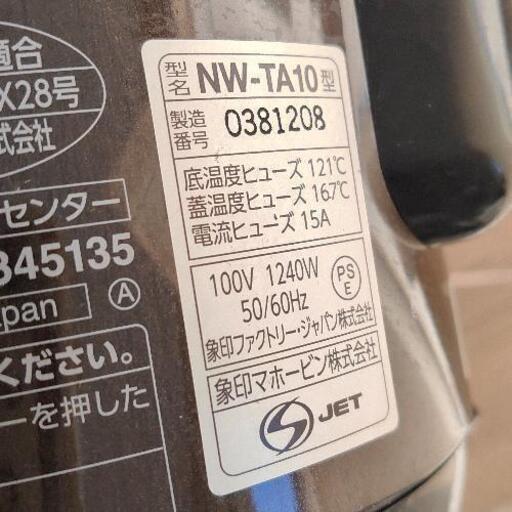 適合
X28号
式会社
センター
845135
apan Ⓐ
ください。
ーを押した
型名 NW-TA10型
製造番号 0381208
底温度ヒューズ 121℃
蓋温度ヒューズ 167℃
電流ヒューズ 15A
100V 1240W
50/60Hz
PSE
象印ファクトリー・ジャパン株式会社
象印マホービン株式会社
S JET